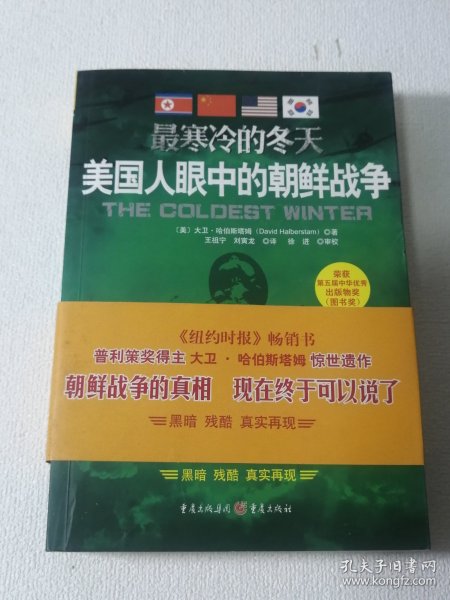 最寒冷的冬天
美国人眼中的朝鲜战争
THE COLDEST WINTER
〔美〕大卫·哈伯斯塔姆（David Halberstam）◎著
王祖宁 刘寅龙 ◎译 徐进 ◎审校
荣获
第五届中华优秀
出版物奖
（图书奖）
《纽约时报》畅销书
普利策奖得主 大卫·哈伯斯塔姆 惊世遗作
朝鲜战争的真相 现在终于可以说了
黑暗 残酷 真实再现
黑暗 残酷 真实再现
重庆出版集团 重庆出版社
孔夫子旧书网
www.kongfz.com